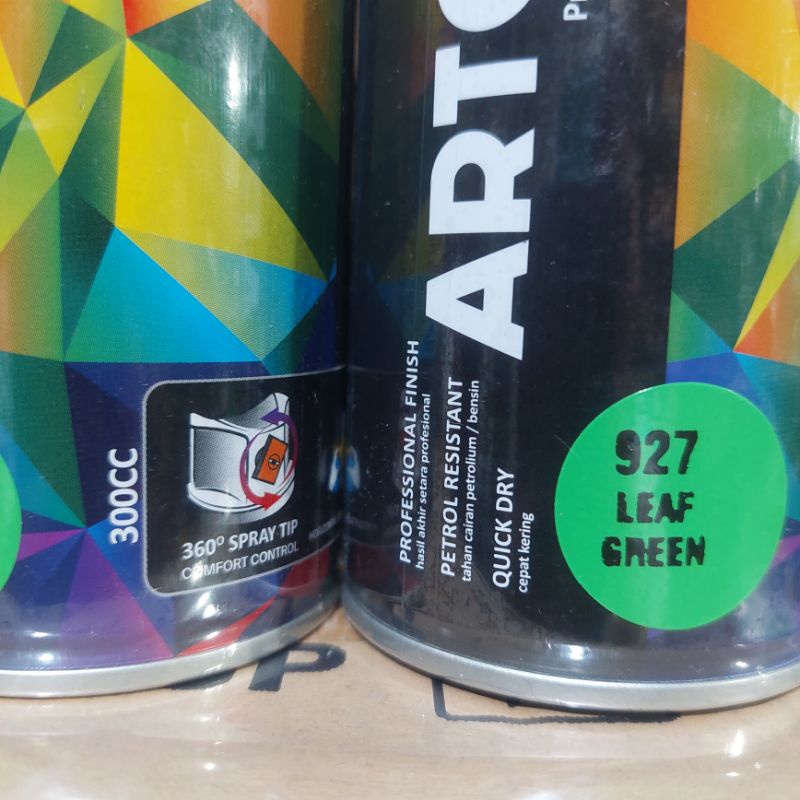 300CC
360° SPRAY TIP
COMFORT CONTROL
ARTO
PROFESSIONAL FINISH
hasil akhir setara profesional
PETROL RESISTANT
tahan cairan petrolium / bensin
QUICK DRY
cepat kering
927
LEAF
GREEN